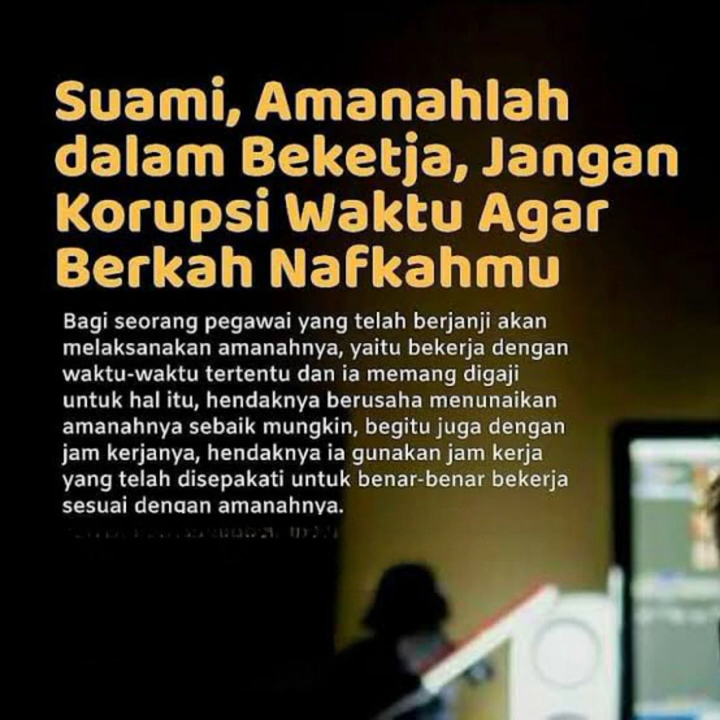 Suami, Amanahlah
dalam Beketja, Jangan
Korupsi Waktu Agar
Berkah Nafkahmu
Bagi seorang pegawai yang telah berjanji akan
melaksanakan amanahnya, yaitu bekerja dengan
waktu-waktu tertentu dan ia memang digaji
untuk hal itu, hendaknya berusaha menunaikan
amanahnya sebaik mungkin, begitu juga dengan
jam kerjanya, hendaknya ia gunakan jam kerja
yang telah disepakati untuk benar-benar bekerja
sesuai dengan amanahnya.